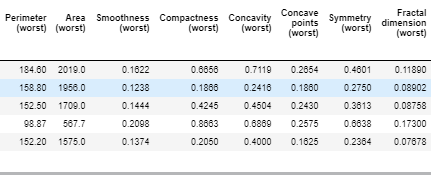 Perimeter (worst) Area (worst) Smoothness (worst) Compactness (worst) Concavity (worst) Concave points (worst) Symmetry (worst) Fractal dimension (worst)
184.60 2019.0 0.1622 0.6656 0.7119 0.2654 0.4601 0.11890
158.80 1956.0 0.1238 0.1866 0.2416 0.1860 0.2750 0.08902
152.50 1709.0 0.1444 0.4245 0.4504 0.2430 0.3613 0.08758
98.87 567.7 0.2098 0.8663 0.6869 0.2575 0.6638 0.17300
152.20 1575.0 0.1374 0.2050 0.4000 0.1625 0.2364 0.07678